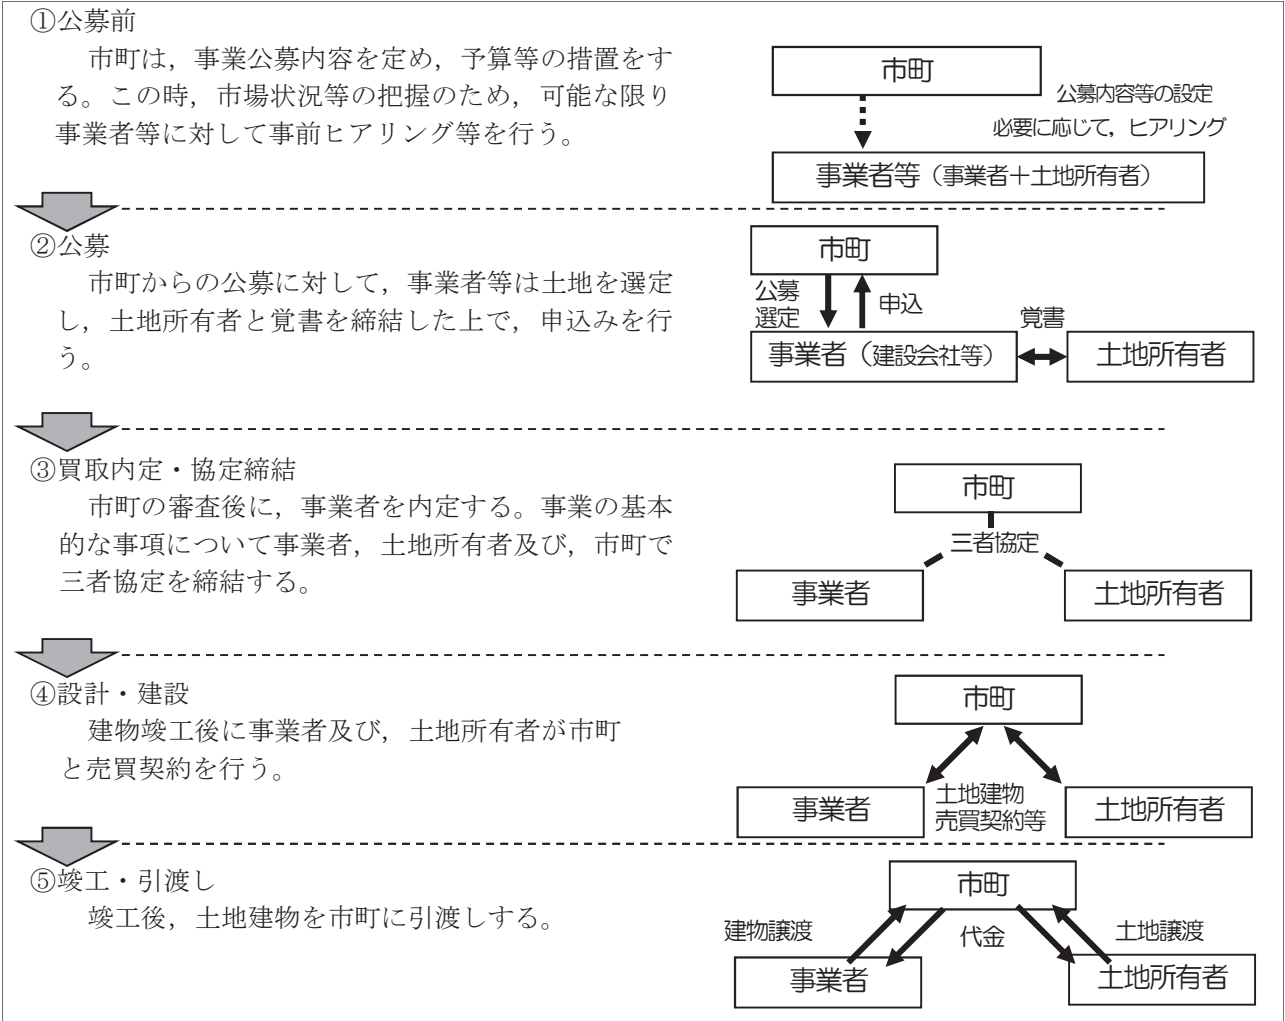 ①公募前
市町は，事業公募内容を定め，予算等の措置をす
る。この時，市場状況等の把握のため，可能な限り
事業者等に対して事前ヒアリング等を行う。
市町
公募内容等の設定
必要に応じて，ヒアリング
事業者等（事業者＋土地所有者）
②公募
市町からの公募に対して，事業者等は土地を選定
し，土地所有者と覚書を締結した上で，申込みを行
う。
市町
公募
選定
申込
覚書
事業者（建設会社等）
土地所有者
③買取内定・協定締結
市町の審査後に，事業者を内定する。事業の基本
的な事項について事業者，土地所有者及び，市町で
三者協定を締結する。
市町
三者協定
事業者
土地所有者
④設計・建設
建物竣工後に事業者及び，土地所有者が市町
と売買契約を行う。
市町
事業者
土地建物
売買契約等
土地所有者
⑤竣工・引渡し
竣工後，土地建物を市町に引渡しする。
市町
建物譲渡
代金
土地譲渡
事業者
土地所有者